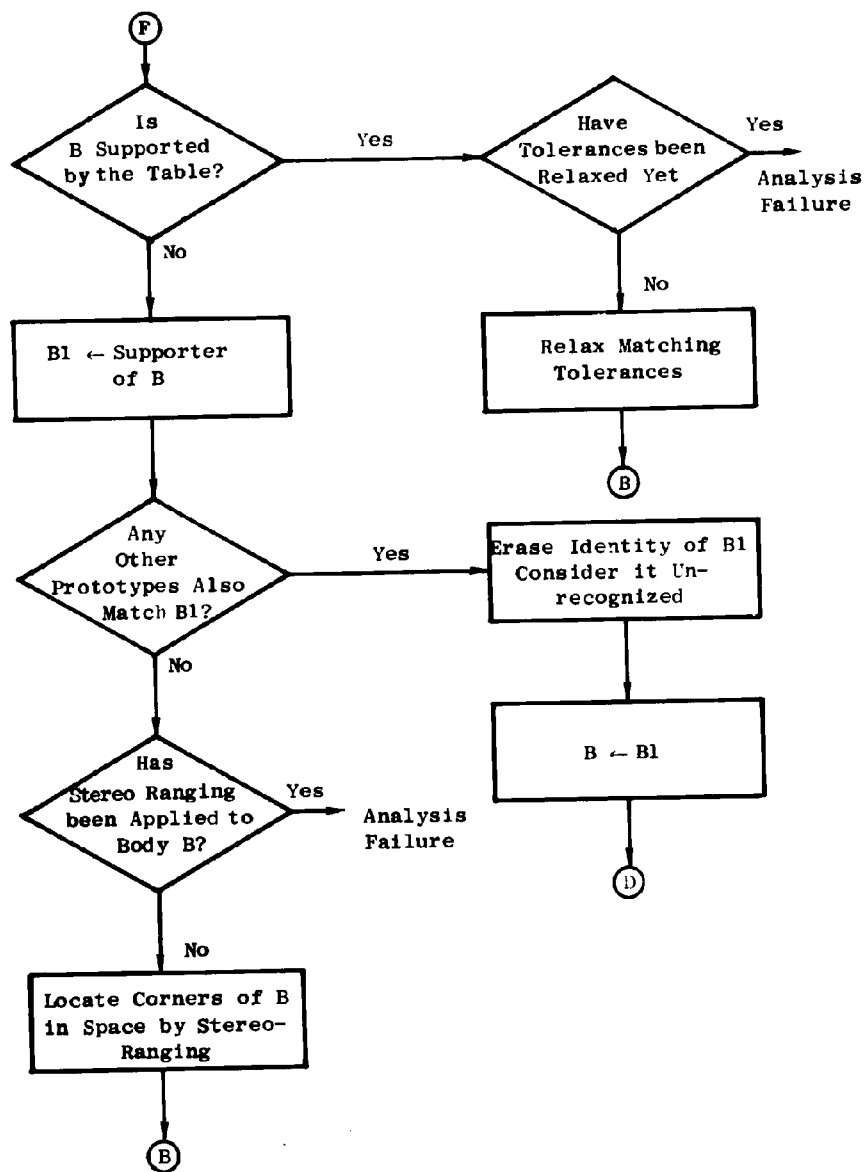 F
Is
B Supported
by the Table?
Yes
Have
Tolerances been
Relaxed Yet
Yes
Analysis
Failure
No
No
B1 ← Supporter
of B
Relax Matching
Tolerances
B
Any
Other
Prototypes Also
Match B1?
Yes
Erase Identity of B1
Consider it Un-
recognized
No
B ← B1
D
Has
Stereo Ranging
been Applied to
Body B?
Yes
Analysis
Failure
No
Locate Corners of B
in Space by Stereo-
Ranging
B